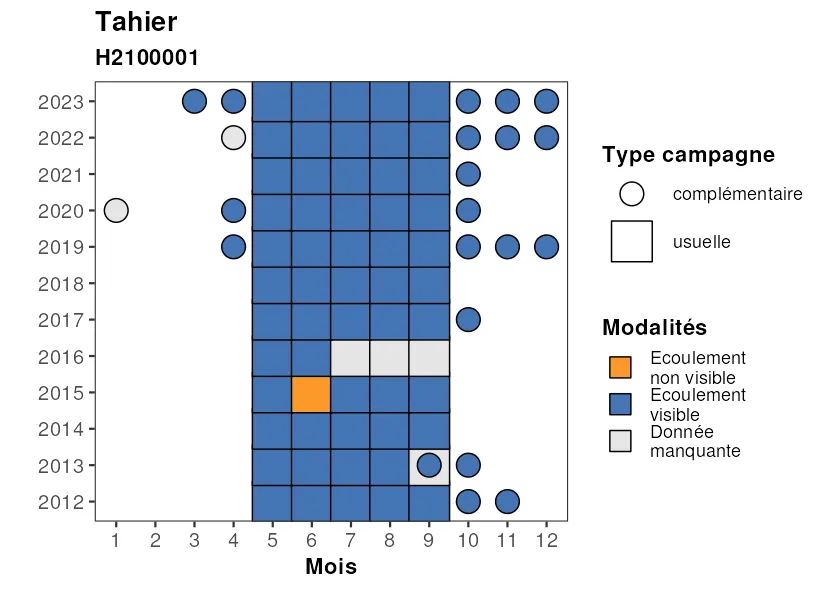 Tahier
H2100001
2023
2022
2021
2020
2019
2018
2017
2016
2015
2014
2013
2012
1 2 3 4 5 6 7 8 9 10 11 12
Mois
Type campagne
complémentaire
usuelle
Modalités
Ecoulement
non visible
Ecoulement
visible
Donnée
manquante